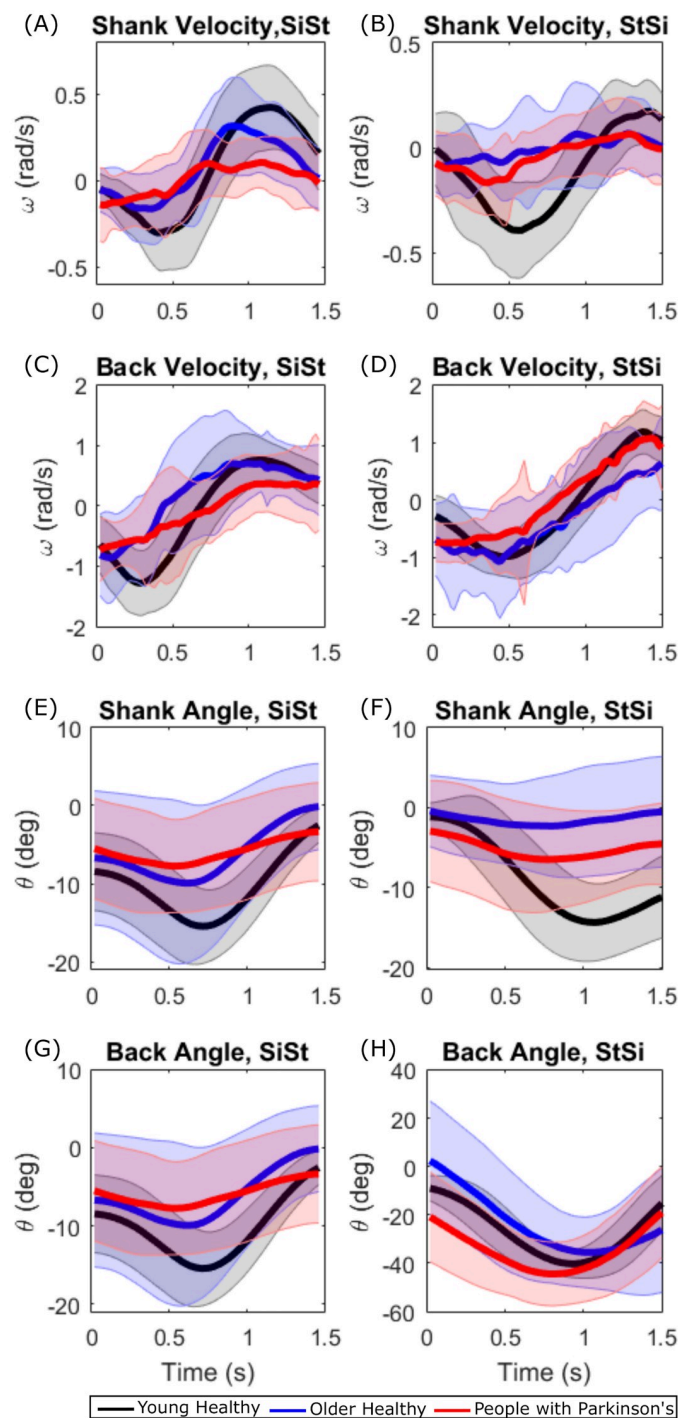 (A) Shank Velocity,SiSt (B) Shank Velocity, StSi
0.5 0.5
0 0
-0.5 -0.5
ω (rad/s) ω (rad/s)
0 0.5 1 1.5 0 0.5 1 1.5
(C) Back Velocity, SiSt (D) Back Velocity, StSi
2 2
1 1
0 0
-1 -1
-2 -2
ω (rad/s) ω (rad/s)
0 0.5 1 1.5 0 0.5 1 1.5
(E) Shank Angle, SiSt (F) Shank Angle, StSi
10 10
0 0
-10 -10
-20 -20
θ (deg) θ (deg)
0 0.5 1 1.5 0 0.5 1 1.5
(G) Back Angle, SiSt (H) Back Angle, StSi
10 40
0 20
-10 0
-20 -20
-40
-60
θ (deg) θ (deg)
0 0.5 1 1.5 0 0.5 1 1.5
Time (s) Time (s)
Young Healthy Older Healthy People with Parkinson's